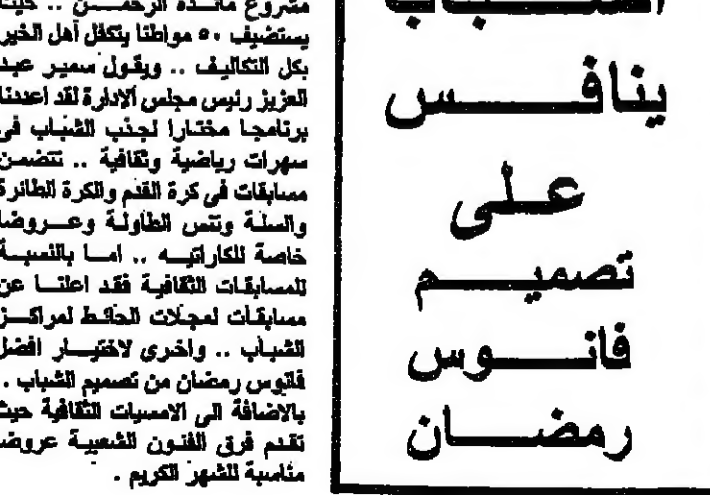 الشباب
ينافس
على
تصميم
فانوس
رمضان
مشروع مائدة الرحمن .. حيث
يستضيف ٥٠ مواطنا يتكفل أهل الخير
بكل التكاليف .. ويقول سمير عبد
العزيز رئيس مجلس الادارة لقد اعددنا
برنامجا مختارا لجذب الشباب فى
سهرات رياضية وثقافية .. تتضمن
مسابقات فى كرة القدم والكرة الطائرة
والسلة وتنس الطاولة وعروضا
خاصة للكاراتيه .. اما بالنسبة
للمسابقات الثقافية فقد اعلنا عن
مسابقات لمجلات الحائط لمراكز
الشباب .. واخرى لاختيار افضل
فانوس رمضان من تصميم الشباب .
بالاضافة الى الامسيات الثقافية حيث
تقدم فرق الفنون الشعبية عروضا
مناسبة للشهر الكريم .